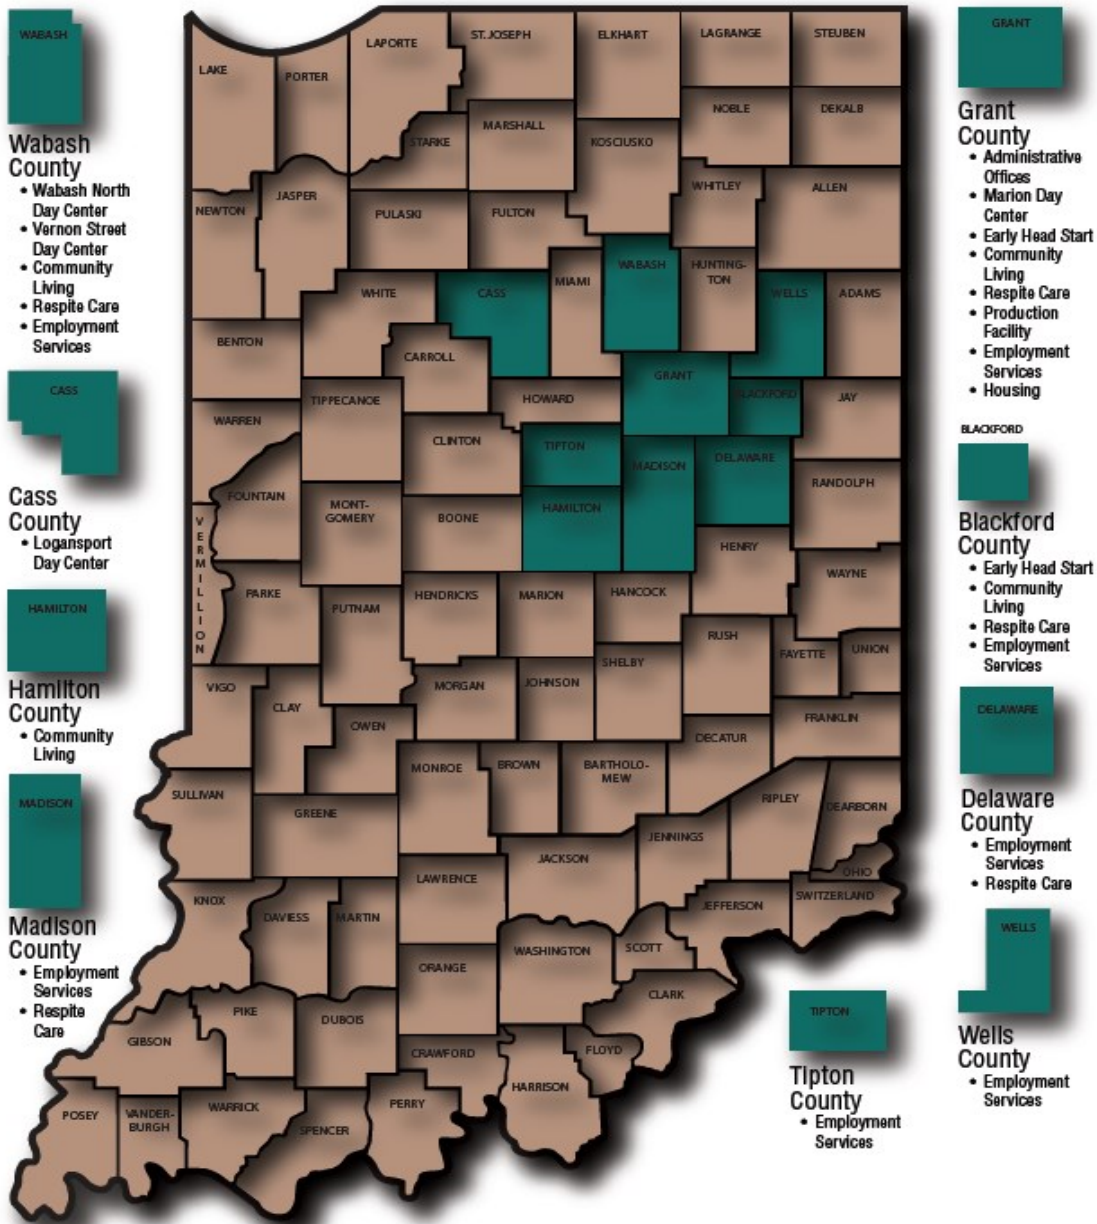 WABASH
Wabash
County
• Wabash North
Day Center
• Vernon Street
Day Center
• Community
Living
• Respite Care
• Employment
Services
CASS
Cass
County
• Logansport
Day Center
HAMILTON
Hamilton
County
• Community
Living
MADISON
Madison
County
• Employment
Services
• Respite
Care
LAKE
PORTER
LAPORTE
ST. JOSEPH
ELKHART
LAGRANGE
STEUBEN
NOBLE
DEKALB
STARKE
MARSHALL
KOSCIUSKO
NEWTON
JASPER
PULASKI
FULTON
WHITLEY
ALLEN
WHITE
CASS
MIAMI
WABASH
HUNTING-
TON
WELLS
ADAMS
BENTON
CARROLL
GRANT
BLACKFORD
JAY
WARREN
TIPPECANOE
HOWARD
CLINTON
TIPTON
MADISON
DELAWARE
RANDOLPH
FOUNTAIN
MONT-
GOMERY
BOONE
HAMILTON
HENRY
WAYNE
VERMILLION
PARKE
PUTNAM
HENDRICKS
MARION
HANCOCK
RUSH
FAYETTE
UNION
VIGO
CLAY
OWEN
MORGAN
JOHNSON
SHELBY
DECATUR
FRANKLIN
SULLIVAN
GREENE
MONROE
BROWN
BARTHOLO-
MEW
RIPLEY
DEARBORN
JENNINGS
OHIO
KNOX
DAVIESS
MARTIN
LAWRENCE
JACKSON
JEFFERSON
SWITZERLAND
WASHINGTON
SCOTT
ORANGE
CLARK
GIBSON
PIKE
DUBOIS
CRAWFORD
FLOYD
HARRISON
POSEY
VANDER-
BURGH
WARRICK
SPENCER
PERRY
GRANT
Grant
County
• Administrative
Offices
• Marion Day
Center
• Early Head Start
• Community
Living
• Respite Care
• Production
Facility
• Employment
Services
• Housing
BLACKFORD
Blackford
County
• Early Head Start
• Community
Living
• Respite Care
• Employment
Services
DELAWARE
Delaware
County
• Employment
Services
• Respite Care
WELLS
Wells
County
• Employment
Services
TIPTON
Tipton
County
• Employment
Services